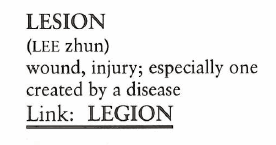 LESION
(LEE zhun)
wound, injury; especially one
created by a disease
Link: LEGION